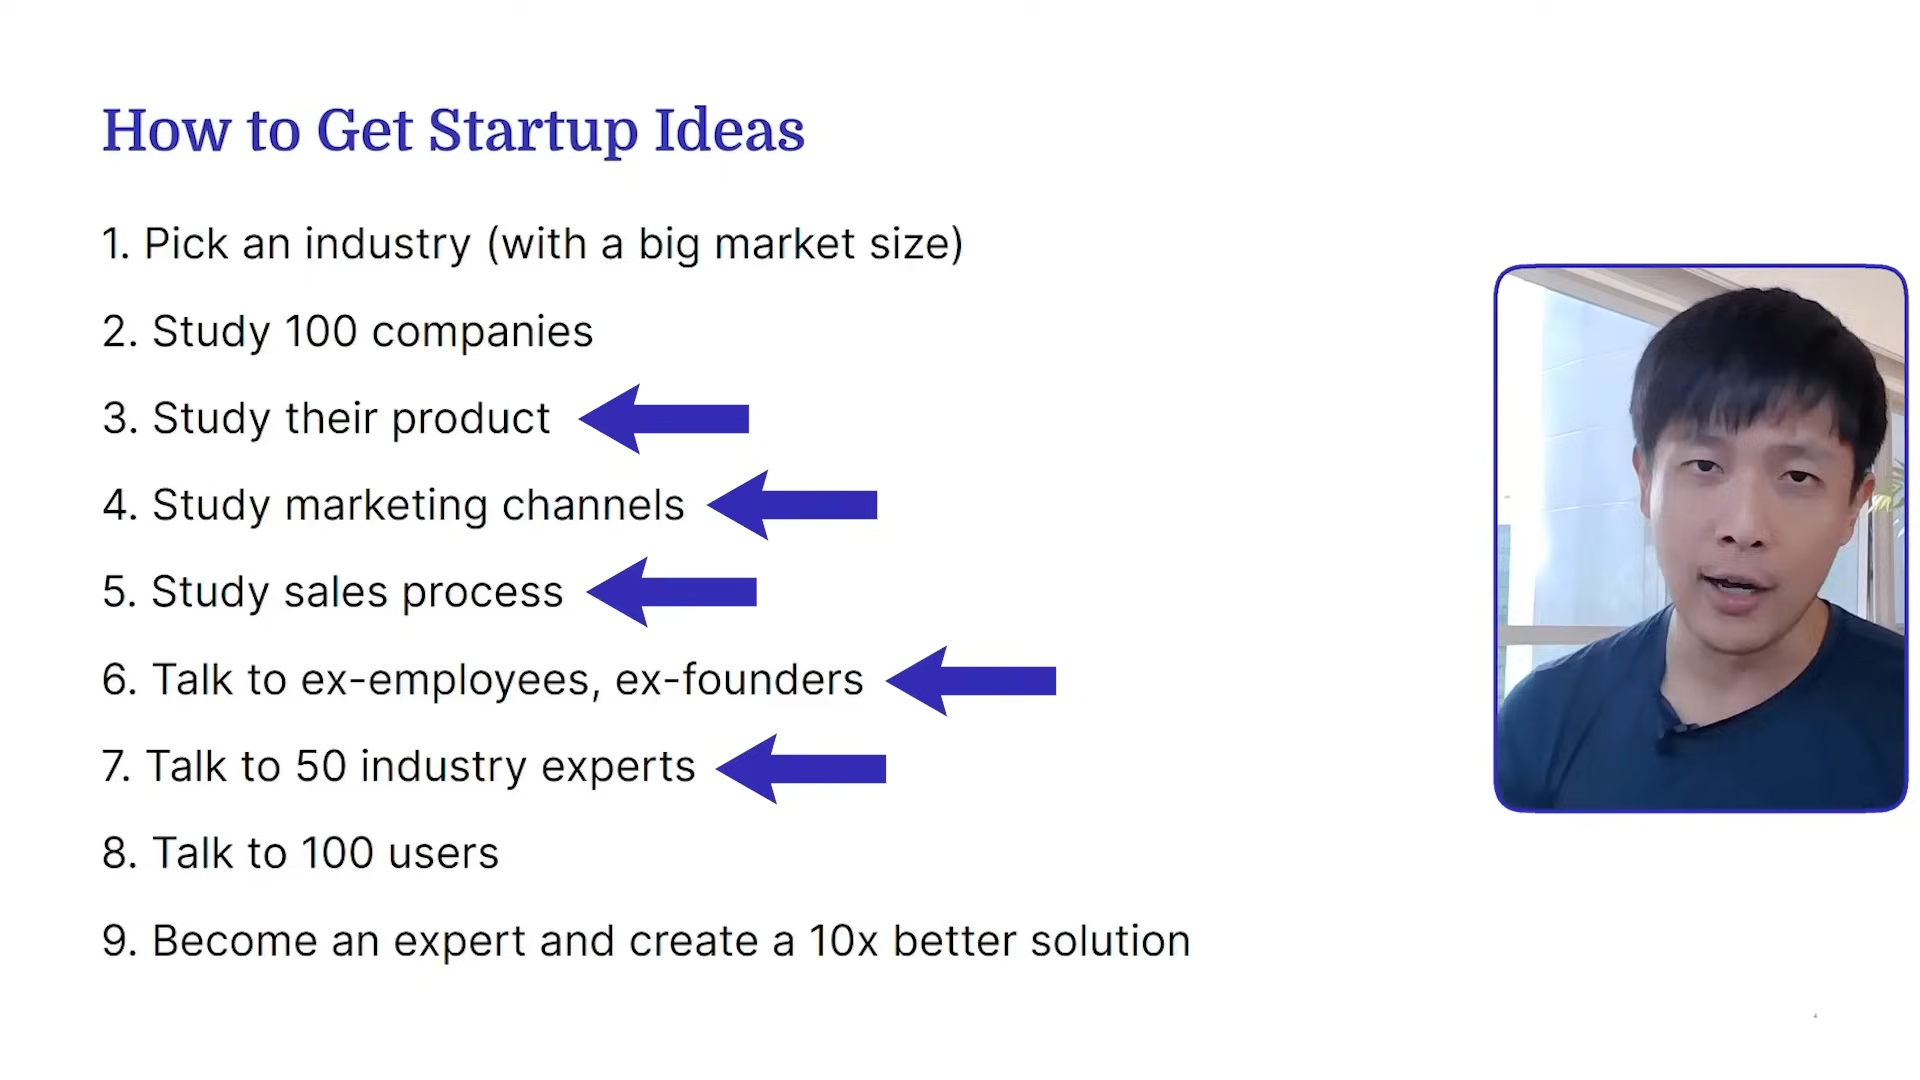 How to Get Startup Ideas
1. Pick an industry (with a big market size)
2. Study 100 companies
3. Study their product
4. Study marketing channels
5. Study sales process
6. Talk to ex-employees, ex-founders
7. Talk to 50 industry experts
8. Talk to 100 users
9. Become an expert and create a 10x better solution